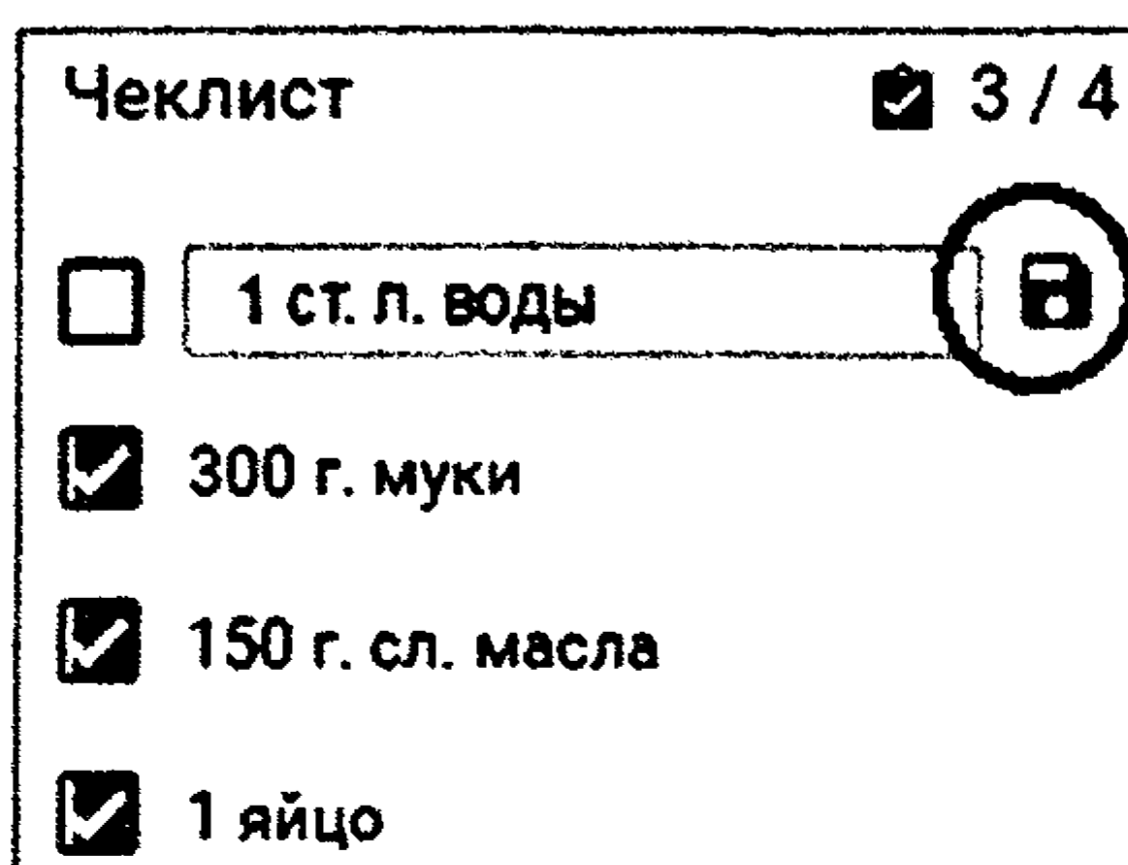 Чеклист 3 / 4
1 ст. л. воды
300 г. муки
150 г. сл. масла
1 яйцо